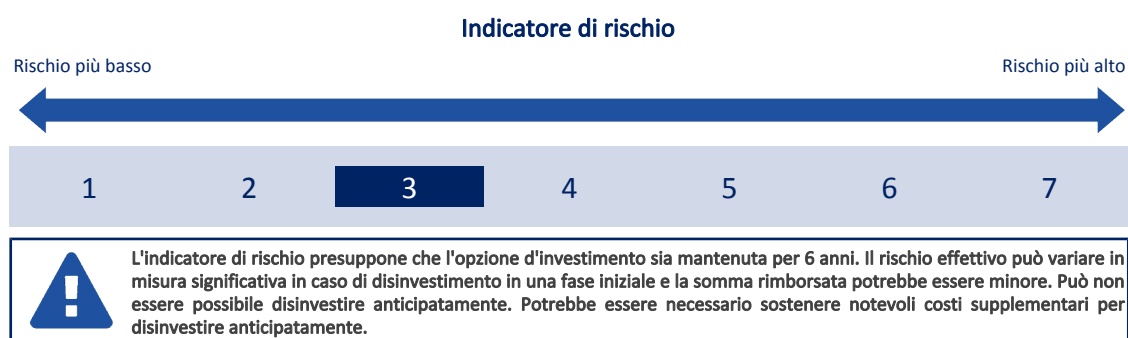 Indicatore di rischio
Rischio più basso
Rischio più alto
1 2 3 4 5 6 7
L'indicatore di rischio presuppone che l'opzione d'investimento sia mantenuta per 6 anni. Il rischio effettivo può variare in
misura significativa in caso di disinvestimento in una fase iniziale e la somma rimborsata potrebbe essere minore. Può non
essere possibile disinvestire anticipatamente. Potrebbe essere necessario sostenere notevoli costi supplementari per
disinvestire anticipatamente.